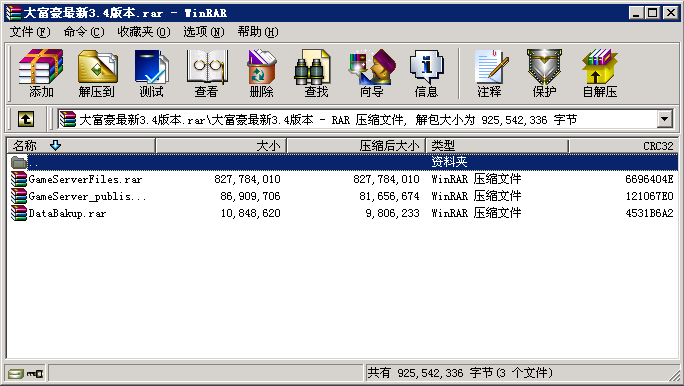 大富豪最新3.4版本.rar - WinRAR
文件(F) 命令(C) 收藏夹(O) 选项(N) 帮助(H)
添加 解压到 测试 查看 删除 查找 向导 信息 注释 保护 自解压
大富豪最新3.4版本.rar\大富豪最新3.4版本 - RAR 压缩文件, 解包大小为 925,542,336 字节
名称 大小 压缩后大小 类型 CRC32
.. 资料夹
GameServerFiles.rar 827,784,010 827,784,010 WinRAR 压缩文件 6696404E
GameServer_publis... 86,909,706 81,656,674 WinRAR 压缩文件 121067E0
DataBakup.rar 10,848,620 9,806,233 WinRAR 压缩文件 4531B6A2
共有 925,542,336 字节(3 个文件)